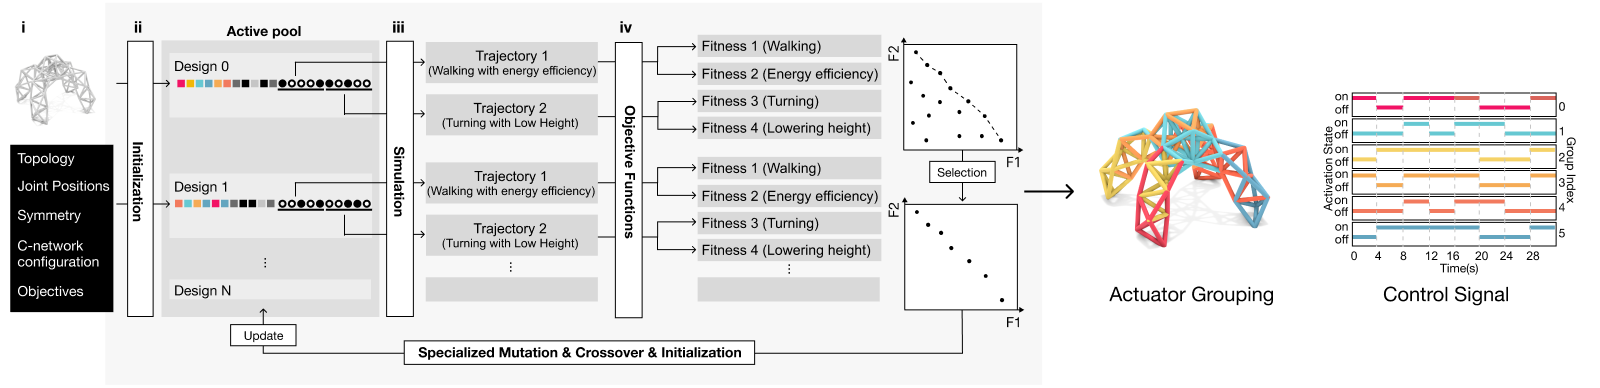 i
Topology
Joint Positions
Symmetry
C-network
configuration
Objectives
ii
Initialization
Active pool
Design 0
Design 1
⋮
Design N
Update
iii
Simulation
Trajectory 1
(Walking with energy efficiency)
Trajectory 2
(Turning with Low Height)
Trajectory 1
(Walking with energy efficiency)
Trajectory 2
(Turning with Low Height)
⋮
iv
Objective Functions
Fitness 1 (Walking)
Fitness 2 (Energy efficiency)
Fitness 3 (Turning)
Fitness 4 (Lowering height)
Fitness 1 (Walking)
Fitness 2 (Energy efficiency)
Fitness 3 (Turning)
Fitness 4 (Lowering height)
⋮
F2
F1
Selection
F2
F1
Specialized Mutation & Crossover & Initialization
Actuator Grouping
Activation State
on
off
0
on
off
1
on
off
2
on
off
3
on
off
4
on
off
5
Group Index
0 4 8 12 16 20 24 28
Time(s)
Control Signal